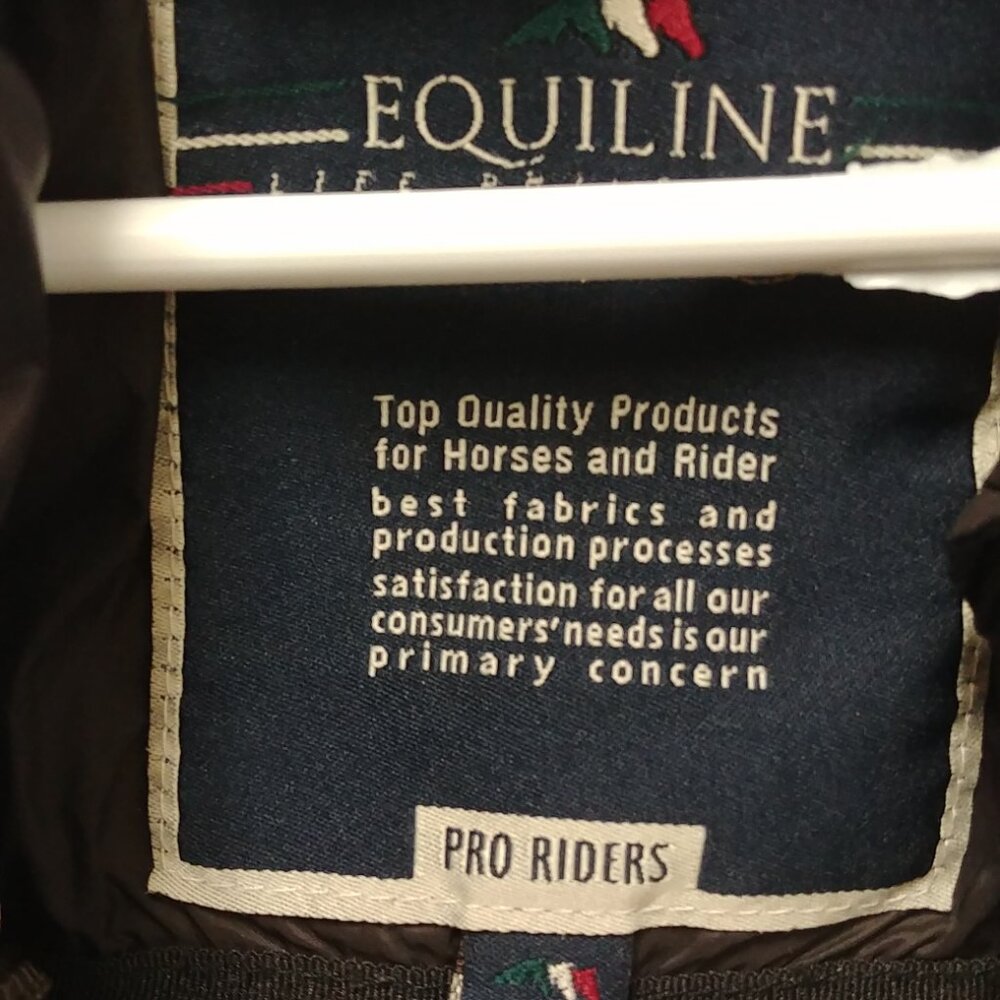 EQUILINE
LIFE
Top Quality Products
for Horses and Rider
best fabrics and
production processes
satisfaction for all our
consumers' needs is our
primary concern
PRO RIDERS